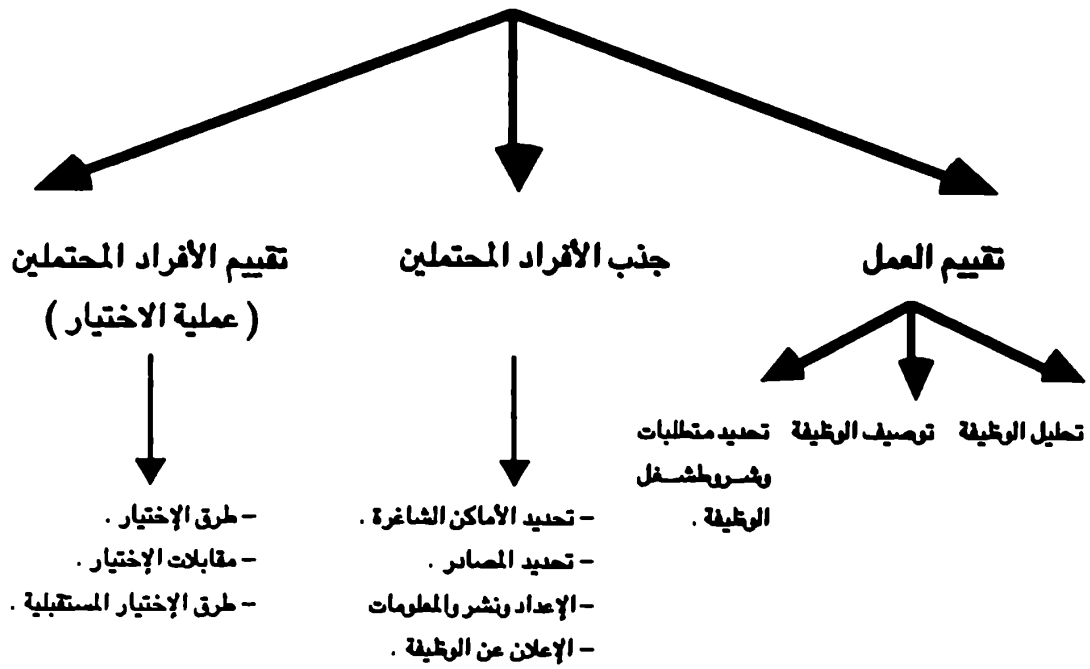 تقييم العمل
جذب الأفراد المحتملين
تقييم الأفراد المحتملين
( عملية الاختيار )
تحليل الوظيفة
توصيف الوظيفة
تحديد متطلبات
وشروط شغل
الوظيفة .
– تحديد الأماكن الشاغرة .
– تحديد المصادر .
– الإعداد ونشر والمعلومات
– الإعلان عن الوظيفة .
– طرق الإختيار .
– مقابلات الإختيار .
– طرق الإختيار المستقبلية .